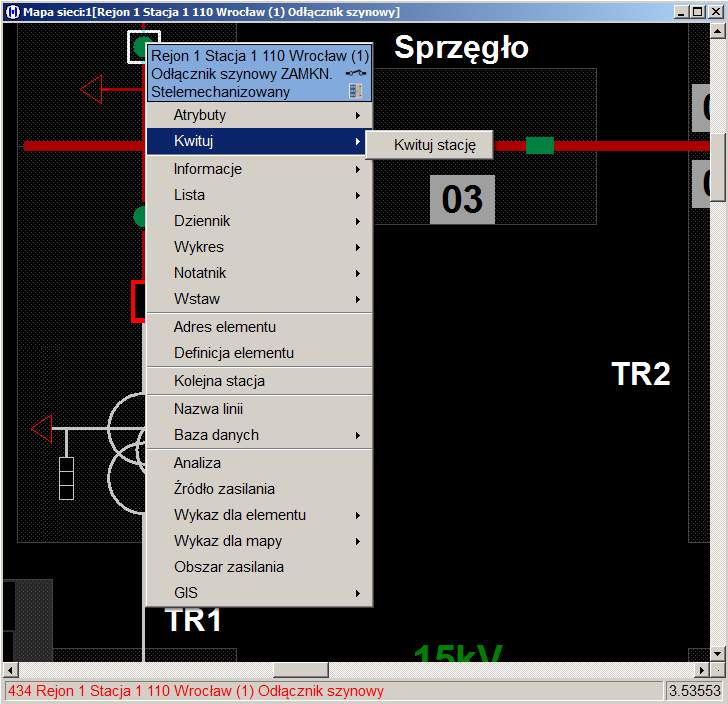 Mapa sieci:1[Rejon 1 Stacja 1 110 Wrocław (1) Odłącznik szynowy]
Sprzęgło
Rejon 1 Stacja 1 110 Wrocław (1)
Odłącznik szynowy ZAMKN.
Stelemechanizowany
Atrybuty
Kwituj
Kwituj stację
Informacje
Lista
03
Dziennik
Wykres
Notatnik
Wstaw
Adres elementu
Definicja elementu
Kolejna stacja
TR2
Nazwa linii
Baza danych
Analiza
Źródło zasilania
Wykaz dla elementu
Wykaz dla mapy
Obszar zasilania
GIS
TR1
15kV
434 Rejon 1 Stacja 1 110 Wrocław (1) Odłącznik szynowy
3.53553